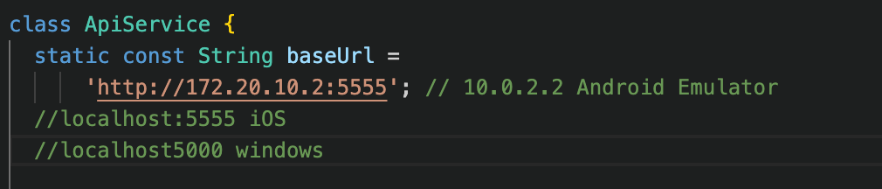 class ApiService {
static const String baseUrl =
'http://172.20.10.2:5555'; // 10.0.2.2 Android Emulator
//localhost:5555 iOS
//localhost5000 windows